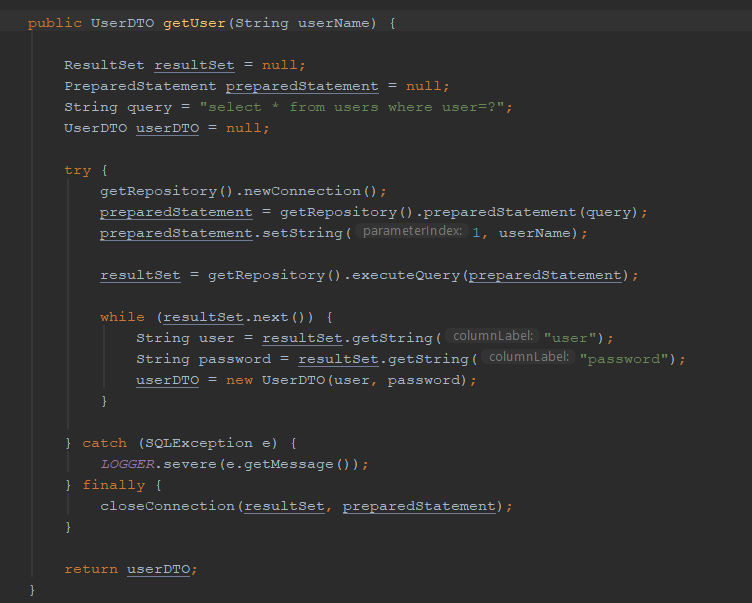 public UserDTO getUser(String userName) {
ResultSet resultSet = null;
PreparedStatement preparedStatement = null;
String query = "select * from users where user=?";
UserDTO userDTO = null;
try {
getRepository().newConnection();
preparedStatement = getRepository().preparedStatement(query);
preparedStatement.setString( parameterIndex: 1, userName);
resultSet = getRepository().executeQuery(preparedStatement);
while (resultSet.next()) {
String user = resultSet.getString( columnLabel: "user");
String password = resultSet.getString( columnLabel: "password");
userDTO = new UserDTO(user, password);
}
} catch (SQLException e) {
LOGGER.severe(e.getMessage());
} finally {
closeConnection(resultSet, preparedStatement);
}
return userDTO;
}